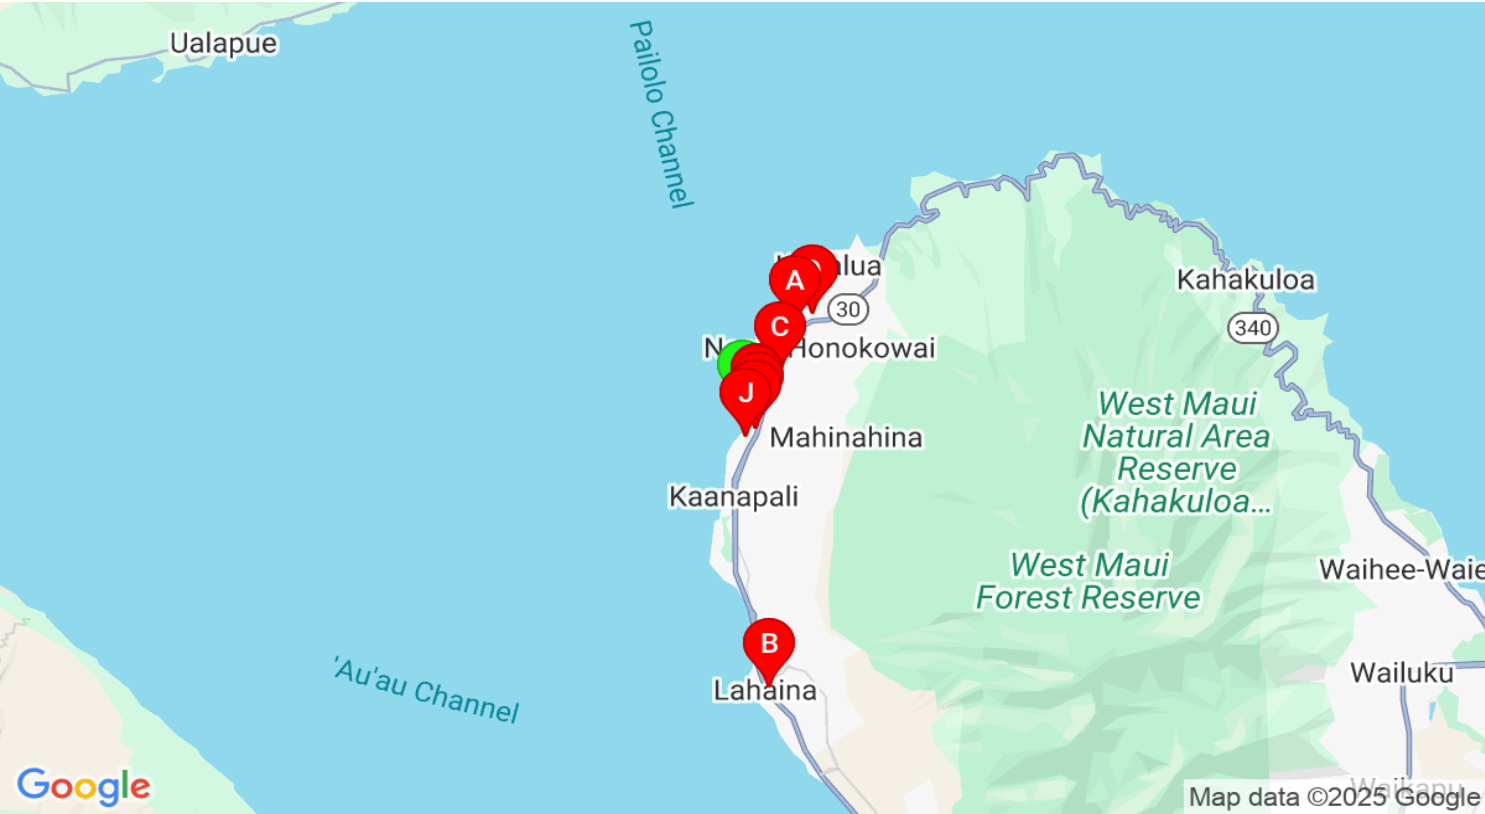 Ualapue
Pailolo Channel
Kahakuloa
A
30
C
340
Honokowai
J
Mahinahina
West Maui
Natural Area
Reserve
(Kahakuloa...
Kaanapali
West Maui
Forest Reserve
Waihee-Waie
B
Lahaina
'Au'au Channel
Wailuku
Waikapu
Google
Map data ©2025 Google